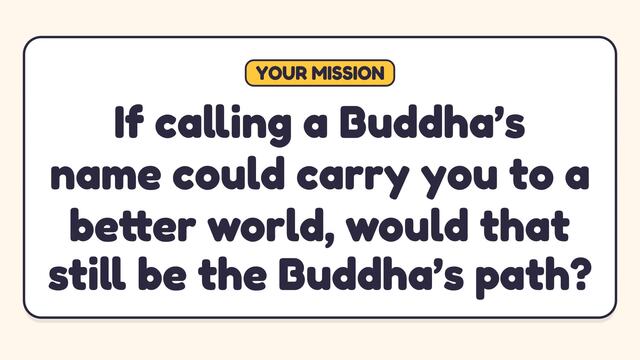 YOUR MISSION
If calling a Buddha’s
name could carry you to a
better world, would that
still be the Buddha’s path?